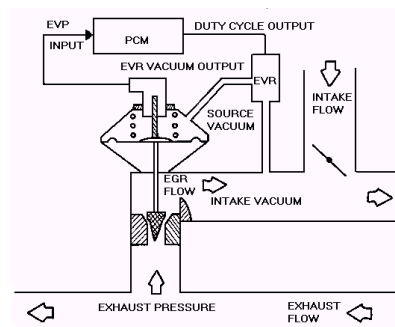 EVP
INPUT
PCM
DUTY CYCLE OUTPUT
EVR VACUUM OUTPUT
EVR
SOURCE
VACUUM
INTAKE
FLOW
EGR
FLOW
INTAKE VACUUM
EXHAUST PRESSURE
EXHAUST
FLOW